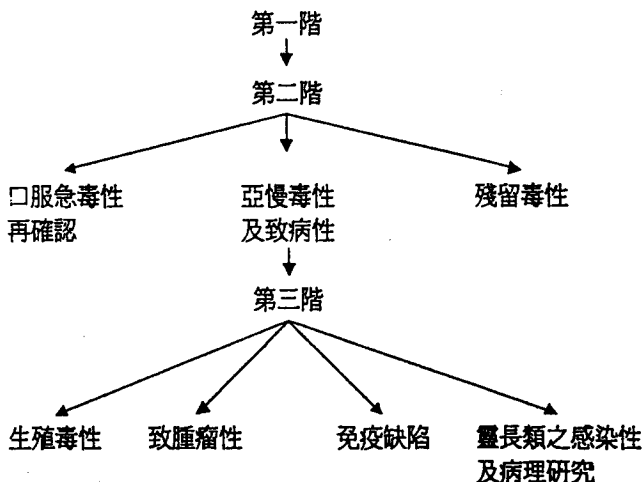 第一階
第二階
口服急毒性
再確認
亞慢毒性
及致病性
殘留毒性
第三階
生殖毒性
致腫瘤性
免疫缺陷
靈長類之感染性
及病理研究